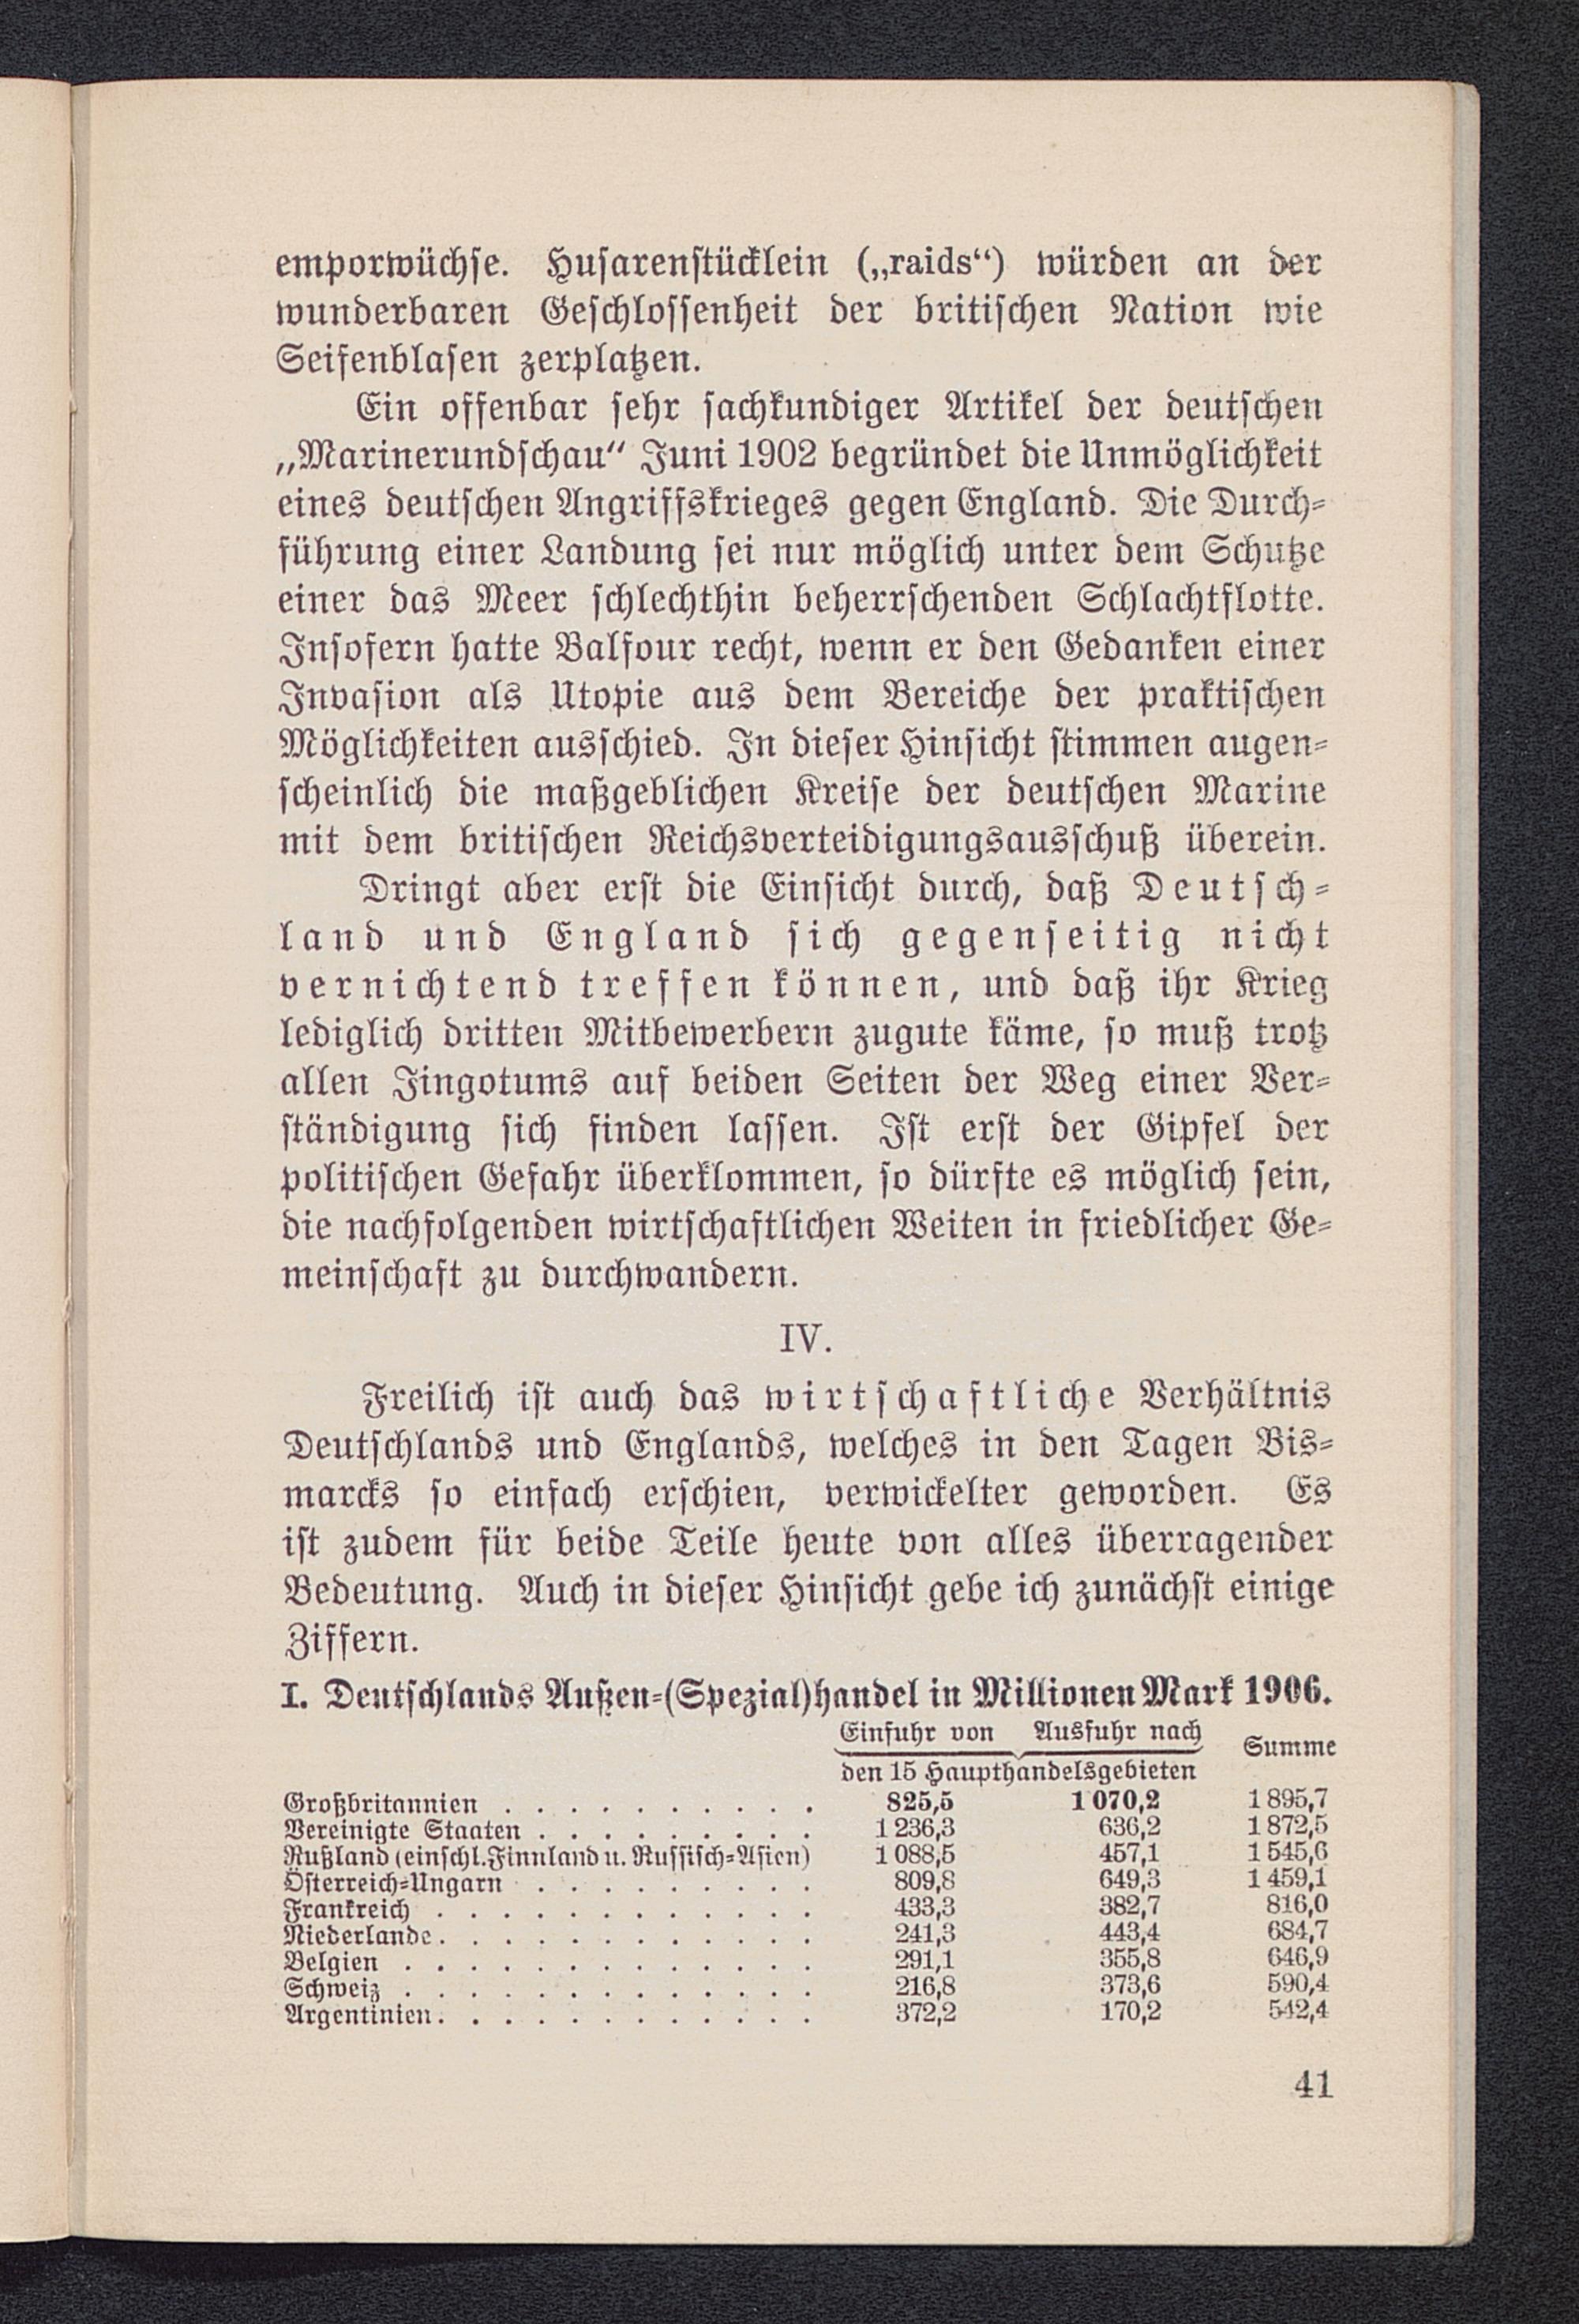 emporwüchse. Husarenstücklein („raids“) würden an der
wunderbaren Geschlossenheit der britischen Nation wie
Seifenblasen zerplatzen.
Ein offenbar sehr sachkundiger Artikel der deutschen
„Marinerundschau“ Juni 1902 begründet die Unmöglichkeit
eines deutschen Angriffskrieges gegen England. Die Durch-
führung einer Landung sei nur möglich unter dem Schutze
einer das Meer schlechthin beherrschenden Schlachtflotte.
Insofern hatte Balfour recht, wenn er den Gedanken einer
Invasion als Utopie aus dem Bereiche der praktischen
Möglichkeiten ausschied. In dieser Hinsicht stimmen augen-
scheinlich die maßgeblichen Kreise der deutschen Marine
mit dem britischen Reichsverteidigungsausschuß überein.
Dringt aber erst die Einsicht durch, daß Deutsch-
land und England sich gegenseitig nicht
vernichtend treffen können, und daß ihr Krieg
lediglich dritten Mitbewerbern zugute käme, so muß trotz
allen Jingotums auf beiden Seiten der Weg einer Ver-
ständigung sich finden lassen. Ist erst der Gipfel der
politischen Gefahr überklommen, so dürfte es möglich sein,
die nachfolgenden wirtschaftlichen Weiten in friedlicher Ge-
meinschaft zu durchwandern.
IV.
Freilich ist auch das wirtschaftliche Verhältnis
Deutschlands und Englands, welches in den Tagen Bis-
marcks so einfach erschien, verwickelter geworden. Es
ist zudem für beide Teile heute von alles überragender
Bedeutung. Auch in dieser Hinsicht gebe ich zunächst einige
Ziffern.
I. Deutschlands Außen-(Spezial)handel in Millionen Mark 1906.
Einfuhr von Ausfuhr nach Summe
den 15 Haupthandelsgebieten
Großbritannien . . . . . . . . . . 825,5 1 070,2 1 895,7
Vereinigte Staaten . . . . . . . . . 1 236,3 636,2 1 872,5
Rußland (einschl. Finnland u. Russisch-Asien) 1 088,5 457,1 1 545,6
Österreich-Ungarn . . . . . . . . . 809,8 649,3 1 459,1
Frankreich . . . . . . . . . . . . 433,3 382,7 816,0
Niederlande . . . . . . . . . . . . 241,3 443,4 684,7
Belgien . . . . . . . . . . . . . 291,1 355,8 646,9
Schweiz . . . . . . . . . . . . . 216,8 373,6 590,4
Argentinien . . . . . . . . . . . . 372,2 170,2 542,4
41